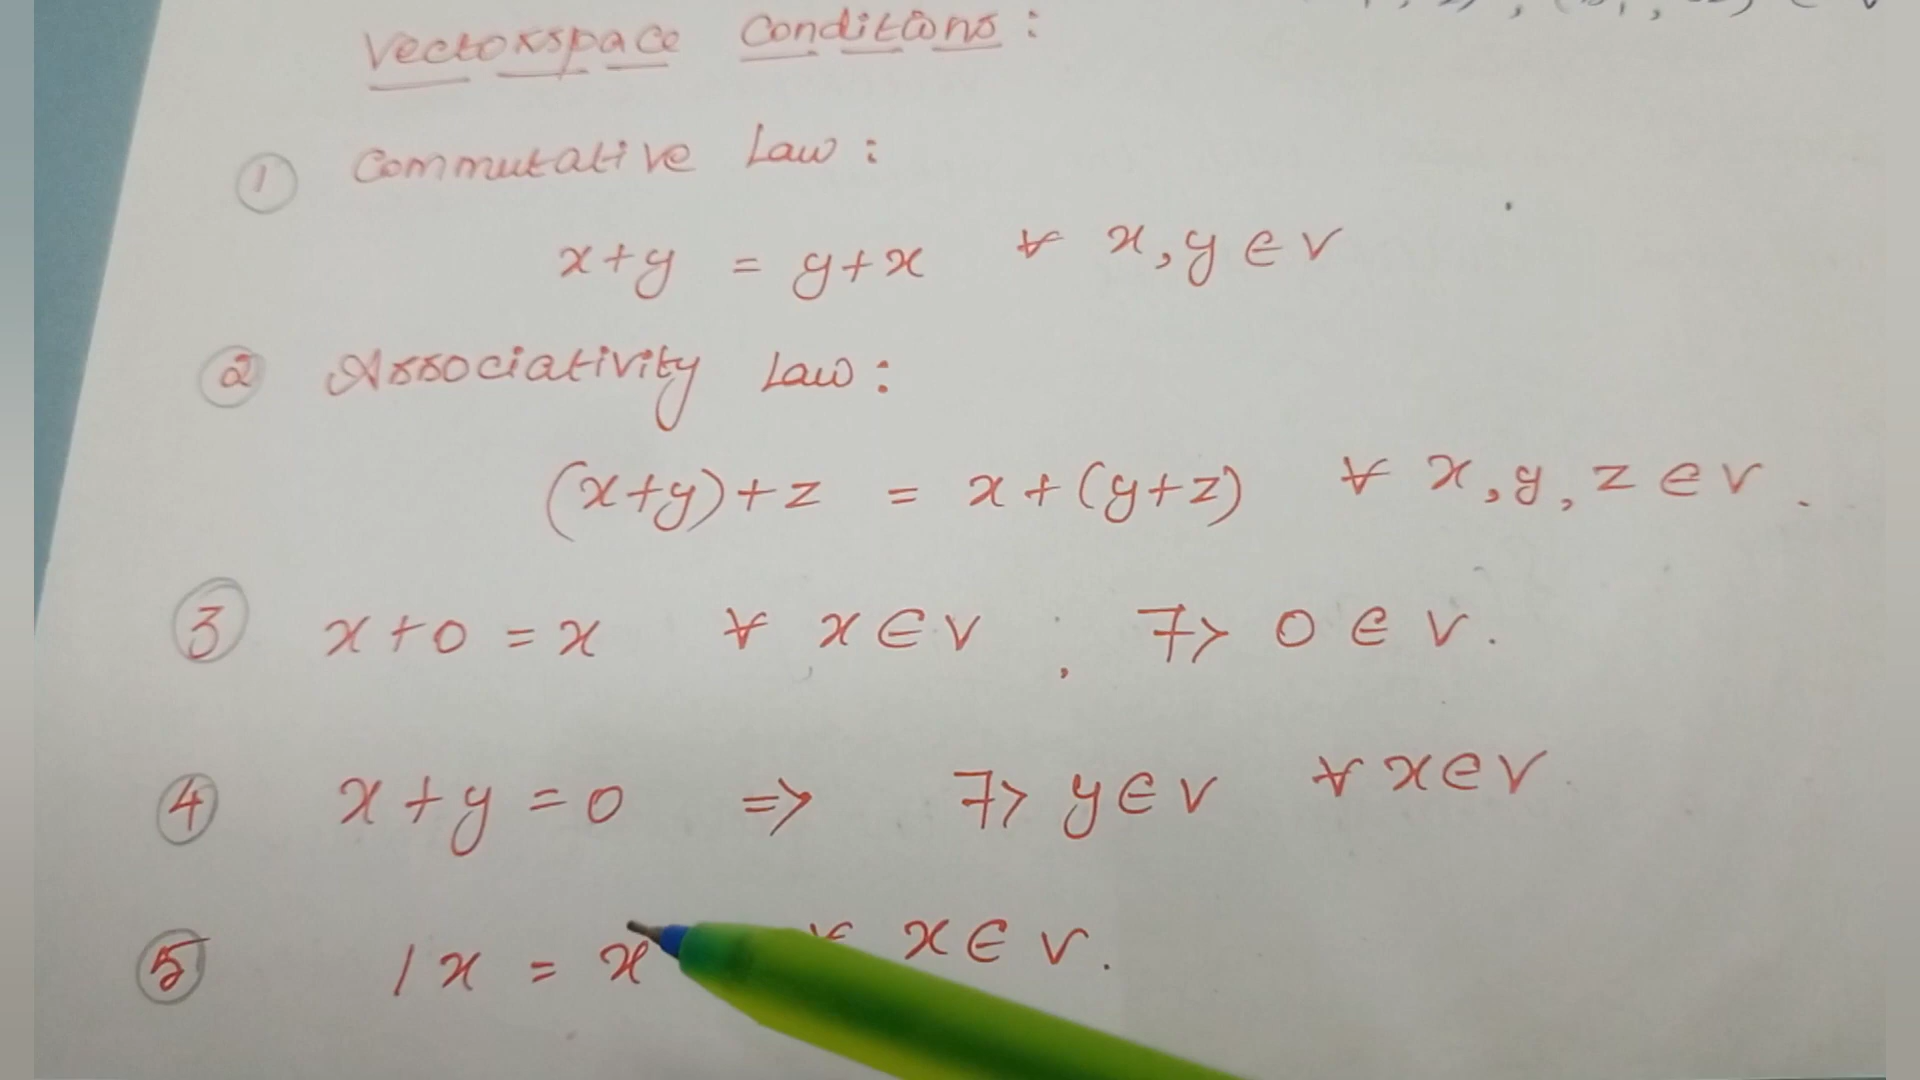 Vectorspace Conditions:
① Commutative Law:
x+y = y+x ∀ x,y ∈ V
② Associativity Law:
(x+y)+z = x+(y+z) ∀ x,y,z ∈ V.
③ x+0 = x ∀ x ∈ V, ∃> 0 ∈ V.
④ x+y = 0 => ∃> y ∈ V ∀ x ∈ V
⑤ 1x = x ∀ x ∈ V.